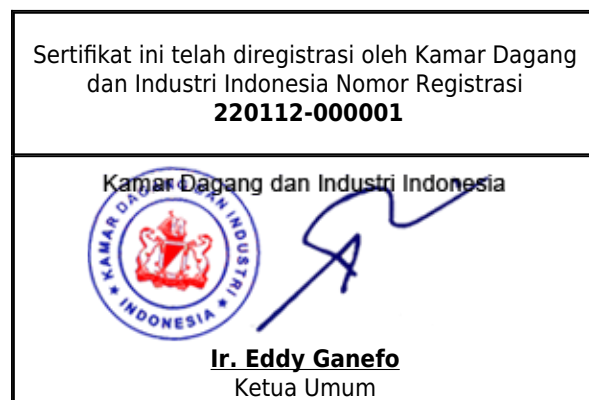 Sertifikat ini telah diregistrasi oleh Kamar Dagang
dan Industri Indonesia Nomor Registrasi
220112-000001
Kamar Dagang dan Industri Indonesia
KAMAR DAGANG DAN INDUSTRI
INDONESIA
Ir. Eddy Ganefo
Ketua Umum